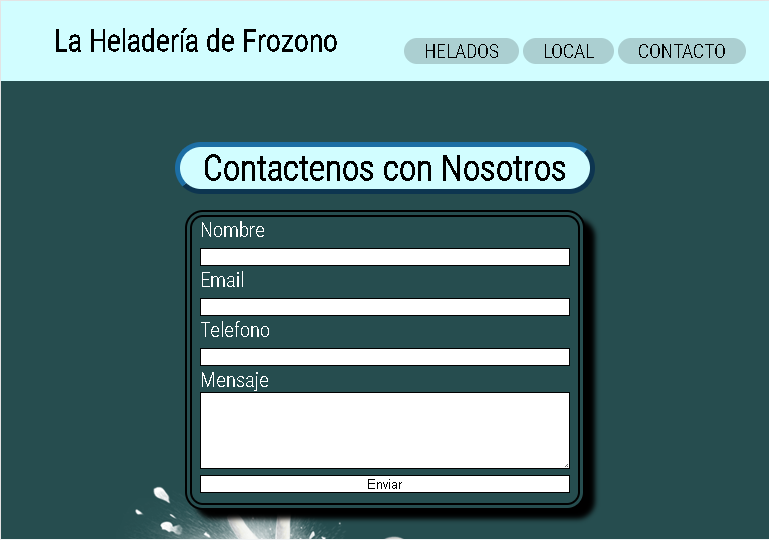 La Heladería de Frozono
HELADOS LOCAL CONTACTO
Contactenos con Nosotros
Nombre
Email
Telefono
Mensaje
Enviar